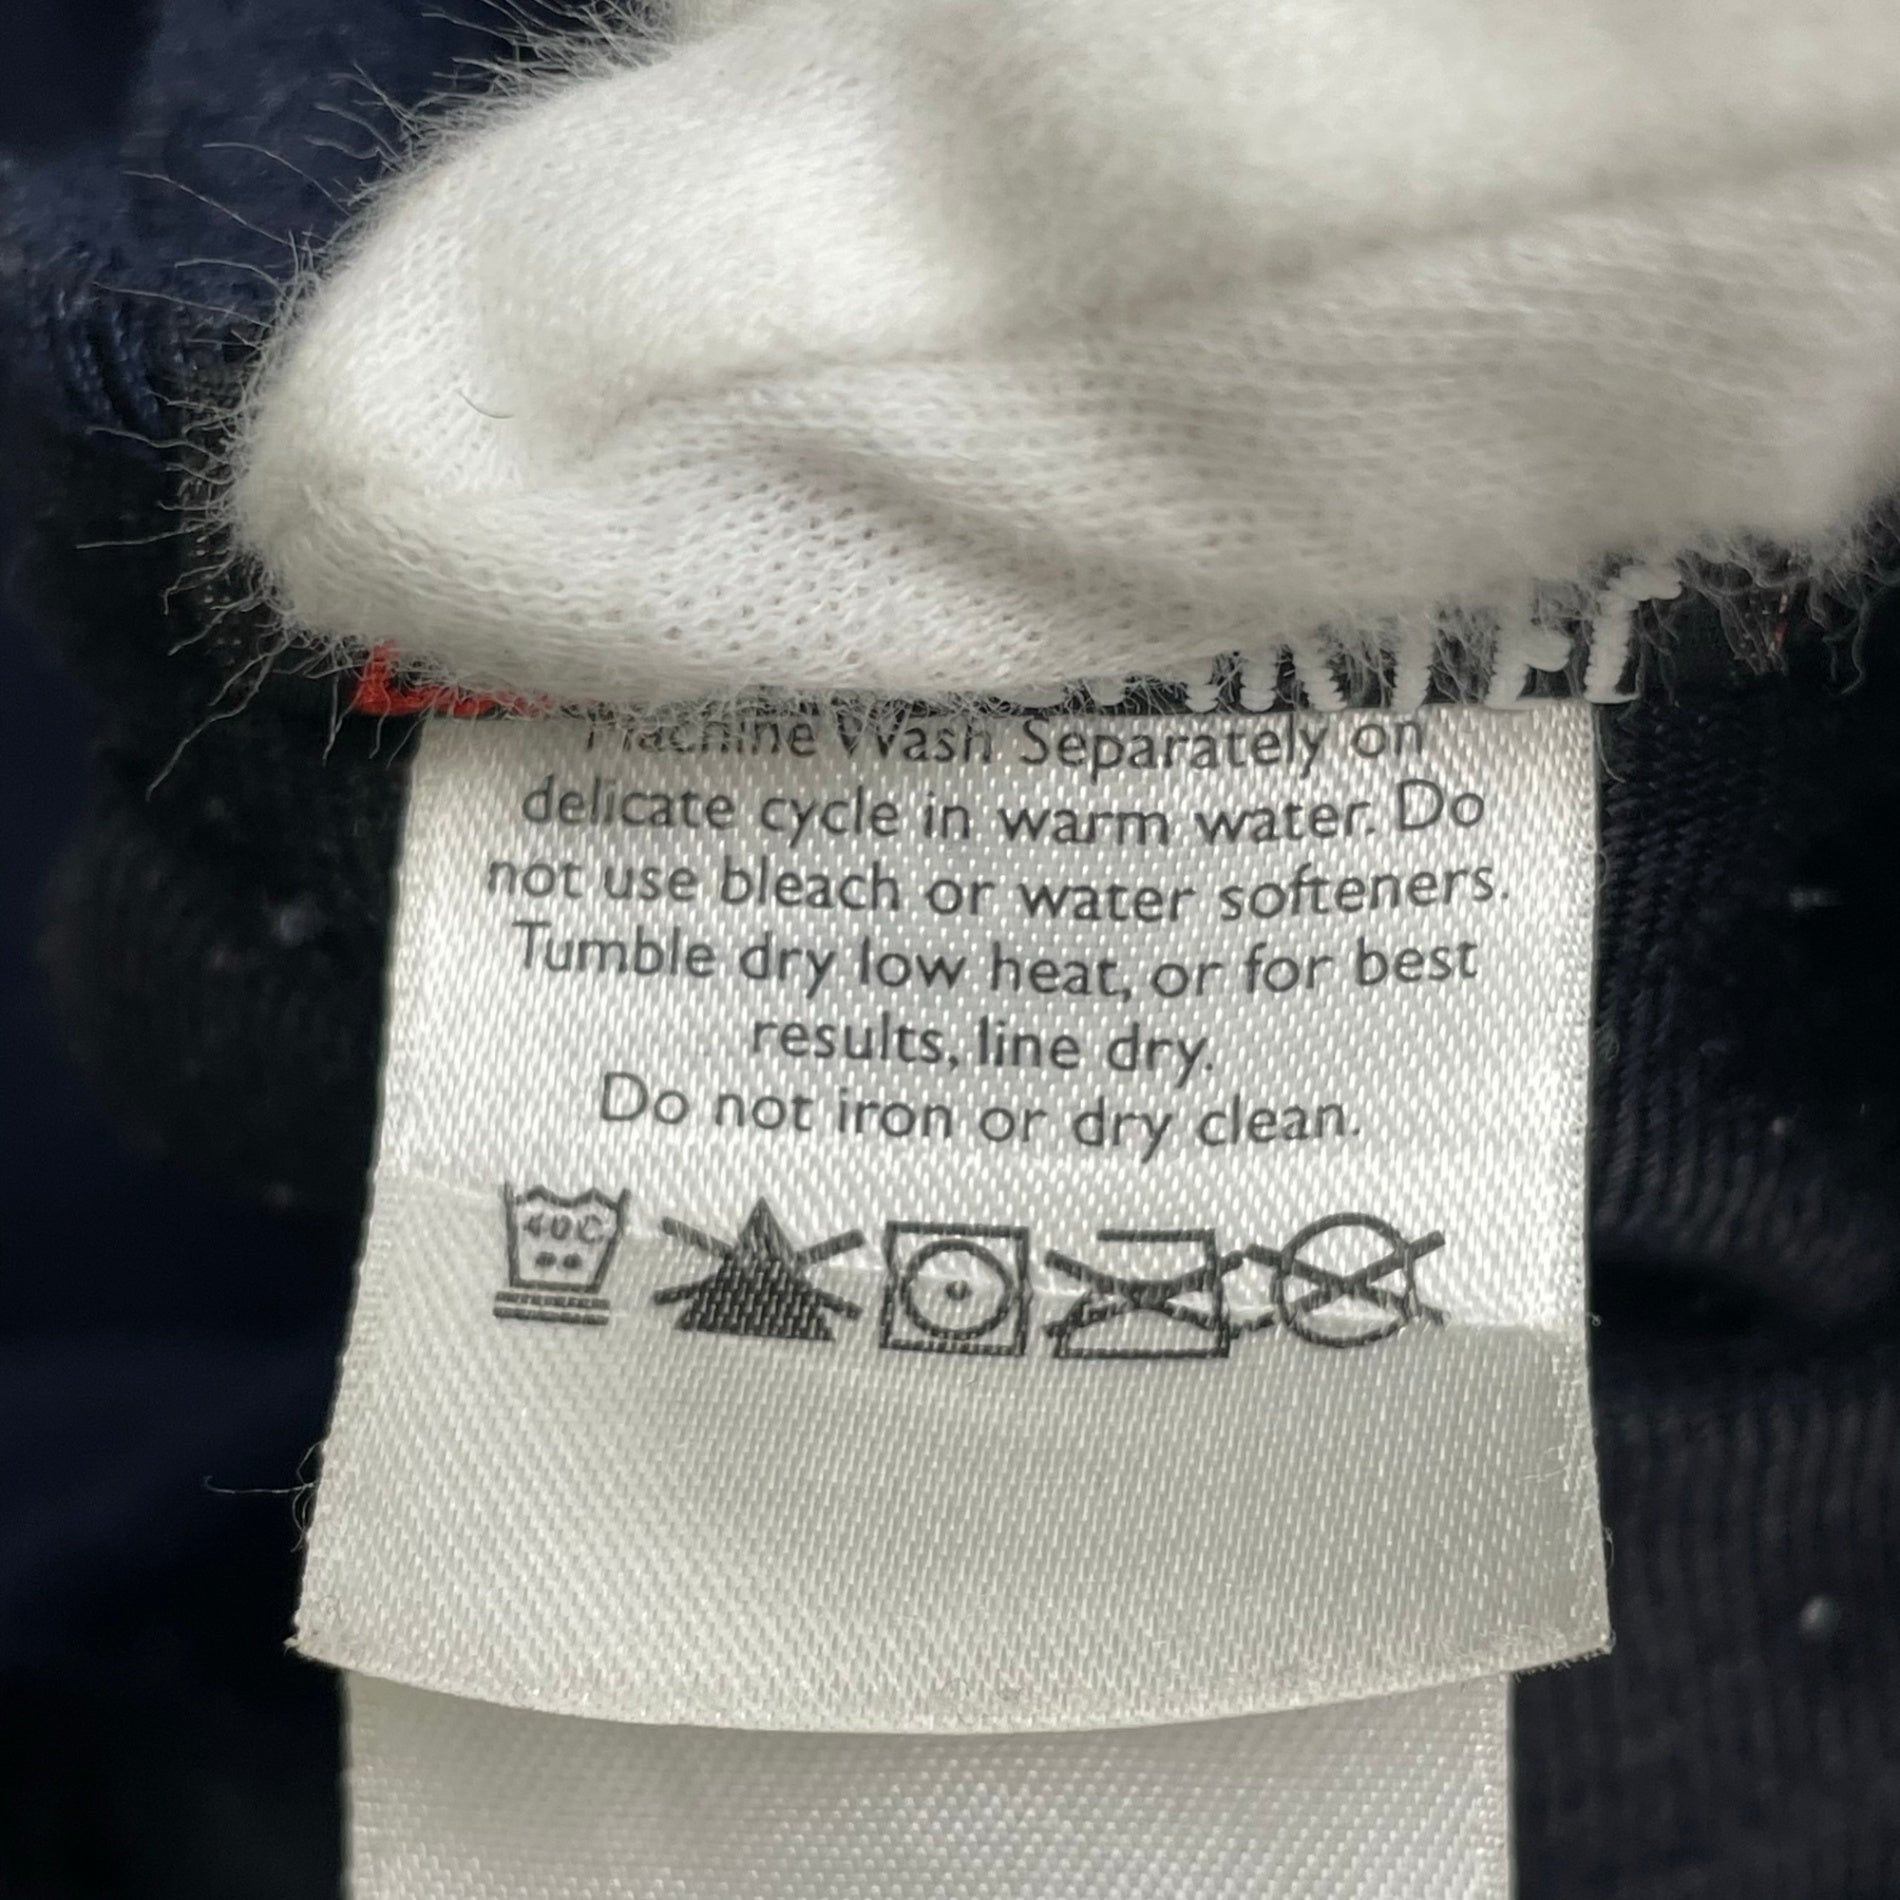 Machine Wash Separately on
delicate cycle in warm water. Do
not use bleach or water softeners.
Tumble dry low heat, or for best
results, line dry.
Do not iron or dry clean.
40C